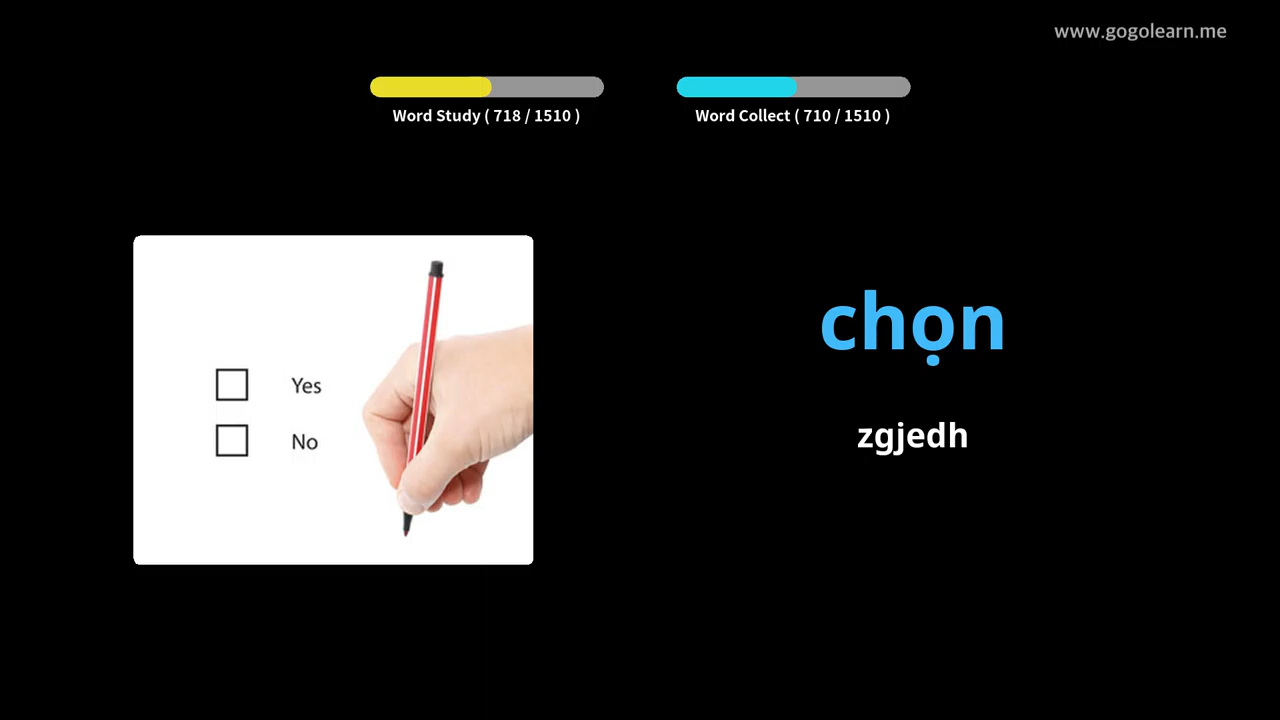 www.gogolearn.me
Word Study ( 718 / 1510 )
Word Collect ( 710 / 1510 )
chọn
zgjedh
Yes
No